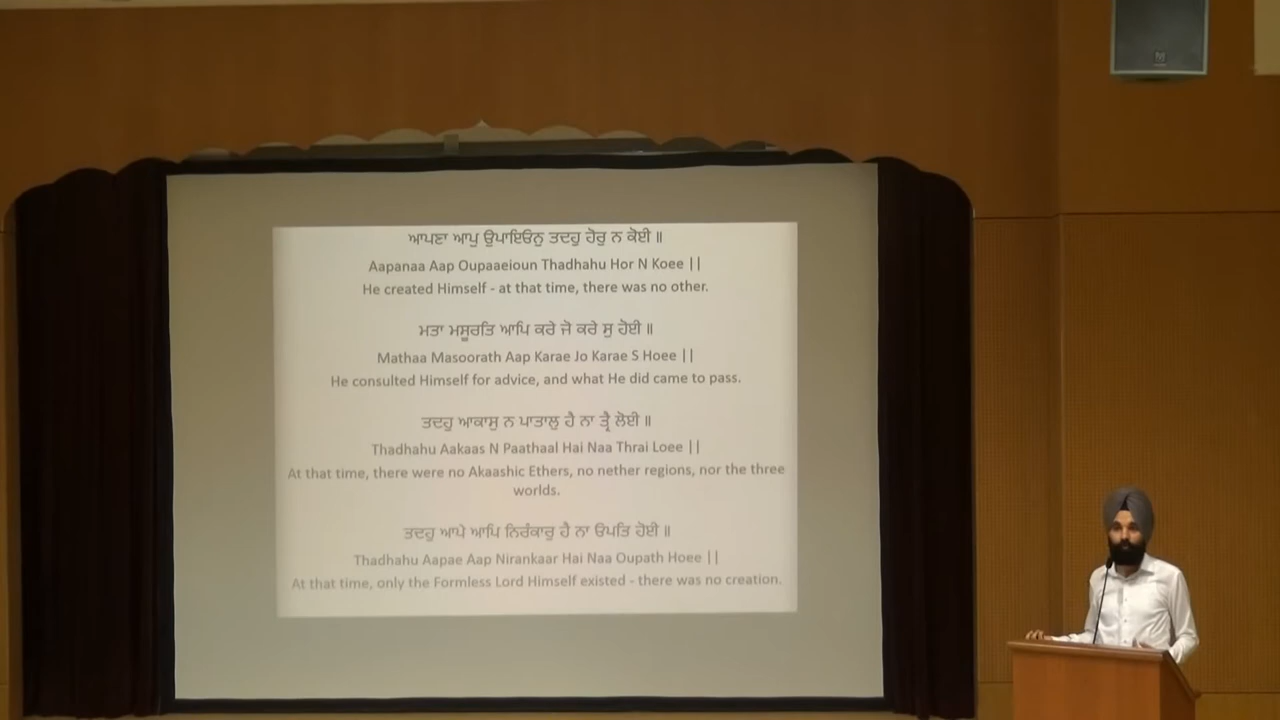 ਆਪਣਾ ਆਪੁ ਉਪਾਇਓਨੁ ਤਦਹੁ ਹੋਰੁ ਨ ਕੋਈ ॥
Aapanaa Aap Oupaaeioun Thadhahu Hor N Koee ||
He created Himself - at that time, there was no other.
ਮਤਾ ਮਸੂਰਤਿ ਆਪਿ ਕਰੇ ਜੋ ਕਰੇ ਸੁ ਹੋਈ ॥
Mathaa Masoorath Aap Karae Jo Karae S Hoee ||
He consulted Himself for advice, and what He did came to pass.
ਤਦਹੁ ਆਕਾਸੁ ਨ ਪਾਤਾਲੁ ਹੈ ਨਾ ਤ੍ਰੈ ਲੋਈ ॥
Thadhahu Aakaas N Paathaal Hai Naa Thrai Loee ||
At that time, there were no Akaashic Ethers, no nether regions, nor the three
worlds.
ਤਦਹੁ ਆਪੇ ਆਪਿ ਨਿਰੰਕਾਰੁ ਹੈ ਨਾ ਓਪਤਿ ਹੋਈ ॥
Thadhahu Aapae Aap Nirankaar Hai Naa Oupath Hoee ||
At that time, only the Formless Lord Himself existed - there was no creation.